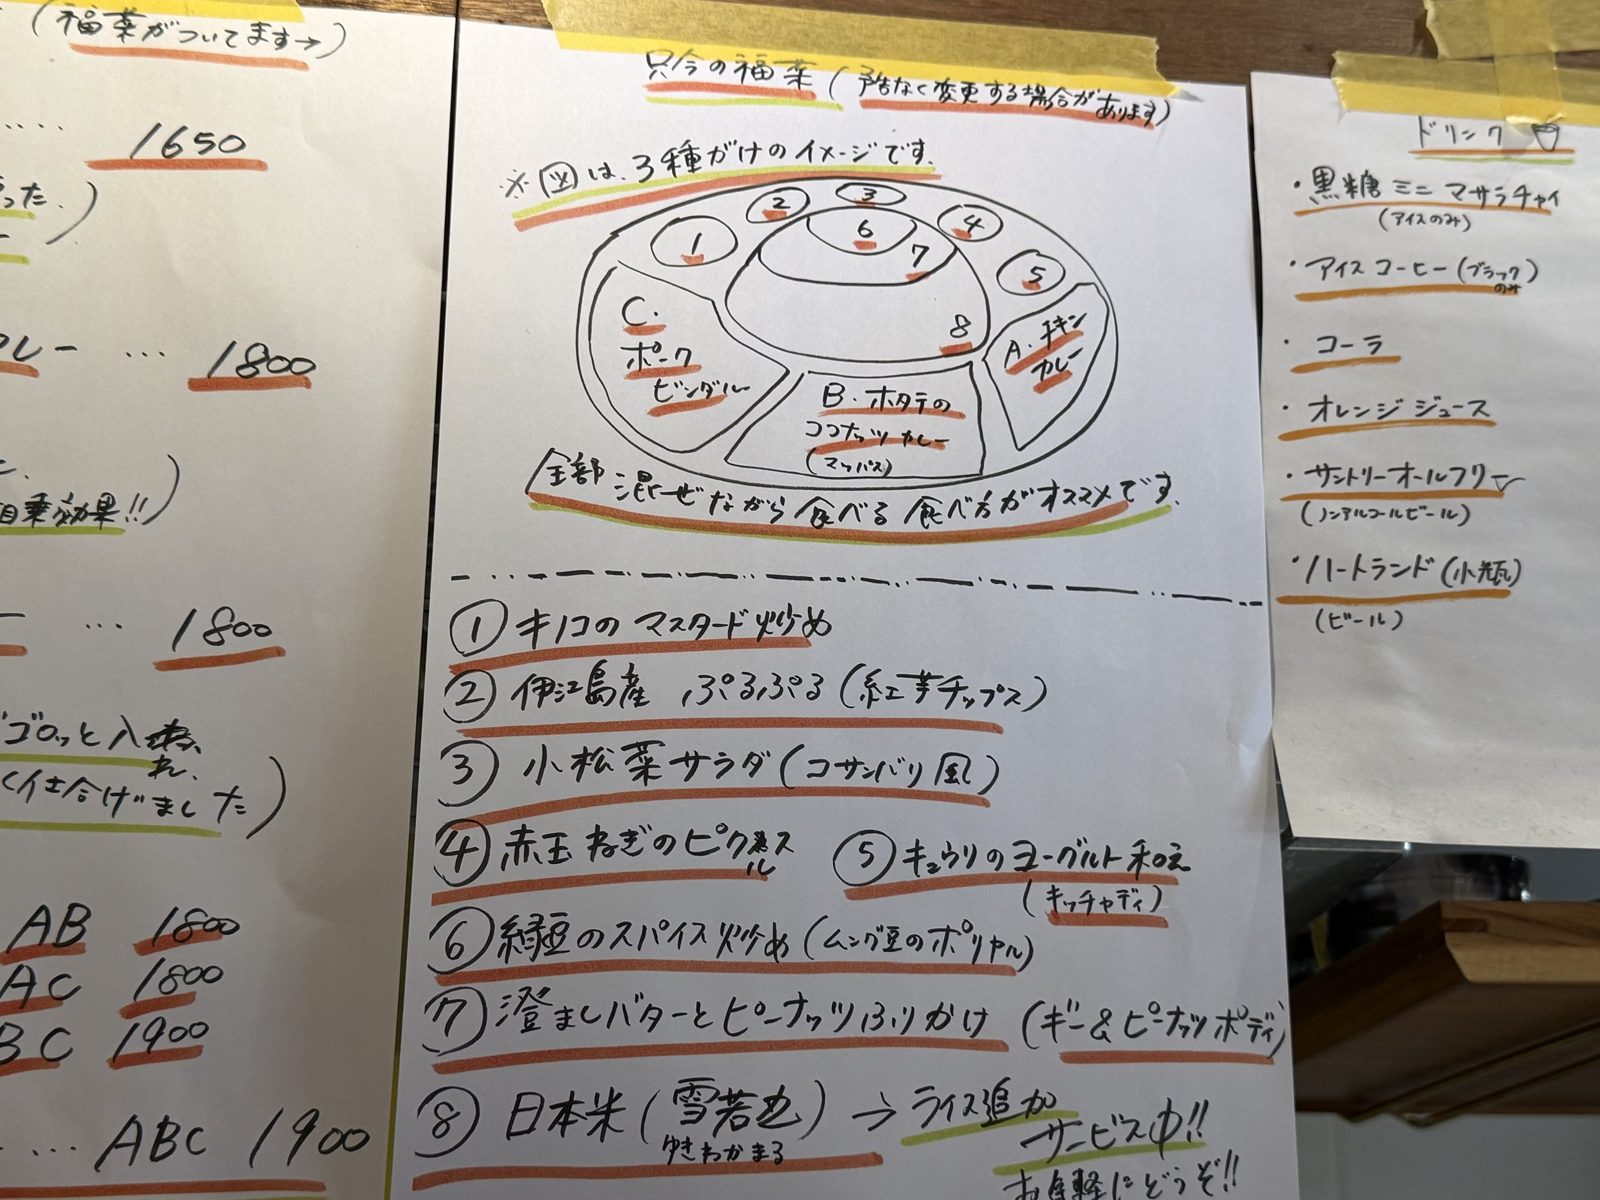 (福菜がついてます→)
‥‥ 1650
った.)
カレー … 1800
相乗効果!!)
ー … 1800
ゴロッと入れ、
く仕上げました)
AB 1800
AC 1800
BC 1900
… ABC 1900
只今の福菜(予告なく変更する場合があります)
※図は、3種がけのイメージです.
1
2
3
4
5
6
7
8
C.
ポーク
ビンダルー
B.ホタテの
ココナッツカレー
(マッパス)
A.チキン
カレー
全部混ぜながら食べる食べ方がオススメです.
①キノコのマスタード炒め
②伊江島産 ぷるぷる(紅芋チップス)
③小松菜サラダ(コサンバリ風)
④赤玉ねぎのピクルス
⑤キュウリのヨーグルト和え
(キッチャディ)
⑥緑豆のスパイス炒め(ムング豆のポリヤル)
⑦澄ましバターとピーナッツふりかけ (ギー&ピーナッツポディ)
⑧日本米(雪若丸)→ライス追加
ゆきわかまる
サービス中!!
お気軽にどうぞ!!
ドリンク
・黒糖ミニマサラチャイ
(アイスのみ)
・アイスコーヒー(ブラックのみ)
・コーラ
・オレンジジュース
・サントリーオールフリー
(ノンアルコールビール)
・ハートランド(小瓶)
(ビール)